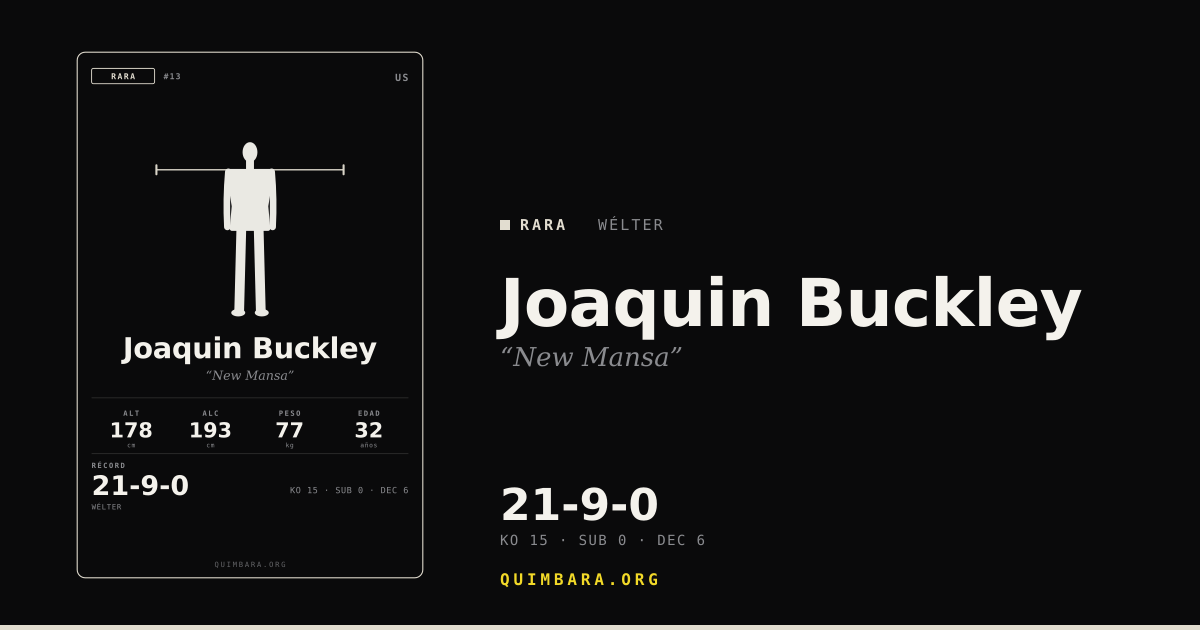 RARA #13 US
Joaquin Buckley
“New Mansa”
ALT ALC PESO EDAD
178 193 77 32
cm cm kg años
RÉCORD
21-9-0 KO 15 · SUB 0 · DEC 6
WÉLTER
QUIMBARA.ORG
RARA WÉLTER
Joaquin Buckley
“New Mansa”
21-9-0
KO 15 · SUB 0 · DEC 6
QUIMBARA.ORG